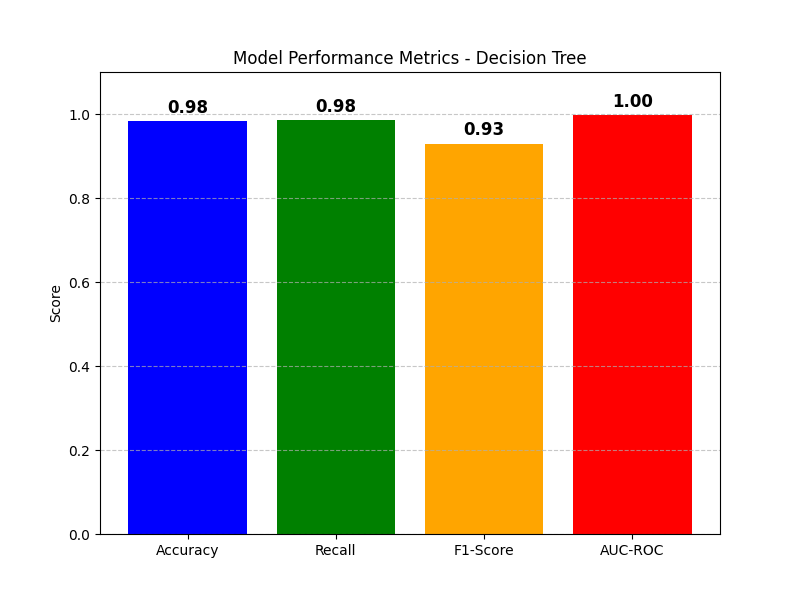 Model Performance Metrics - Decision Tree
0.98
0.98
0.93
1.00
1.0
0.8
0.6
0.4
0.2
0.0
Score
Accuracy
Recall
F1-Score
AUC-ROC